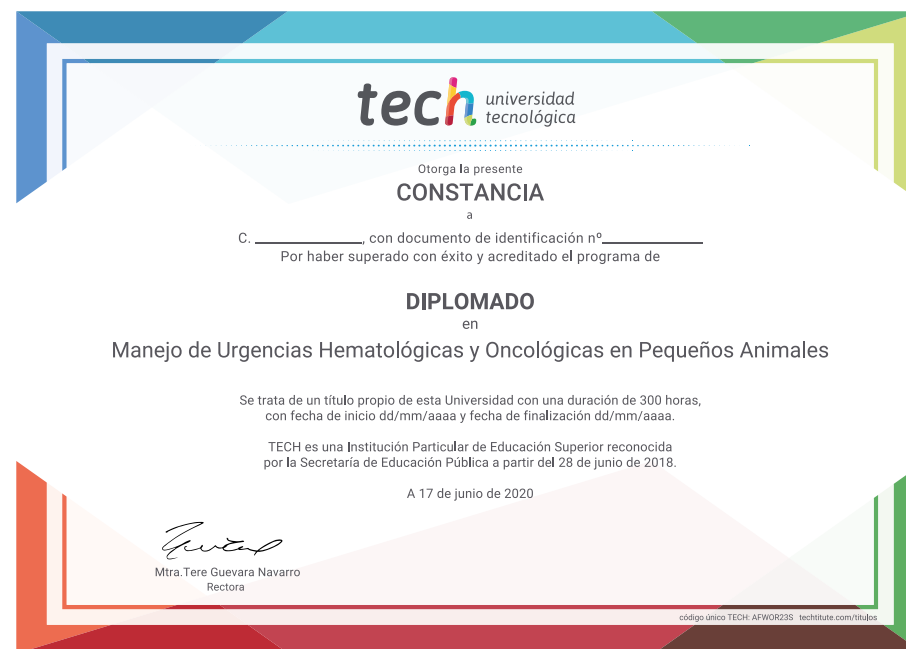 tech universidad
tecnológica
Otorga la presente
CONSTANCIA
a
C. ____________, con documento de identificación nº____________
Por haber superado con éxito y acreditado el programa de
DIPLOMADO
en
Manejo de Urgencias Hematológicas y Oncológicas en Pequeños Animales
Se trata de un título propio de esta Universidad con una duración de 300 horas,
con fecha de inicio dd/mm/aaaa y fecha de finalización dd/mm/aaaa.
TECH es una Institución Particular de Educación Superior reconocida
por la Secretaría de Educación Pública a partir del 28 de junio de 2018.
A 17 de junio de 2020
Mtra.Tere Guevara Navarro
Rectora
código único TECH: AFWOR23S techtitute.com/titulos